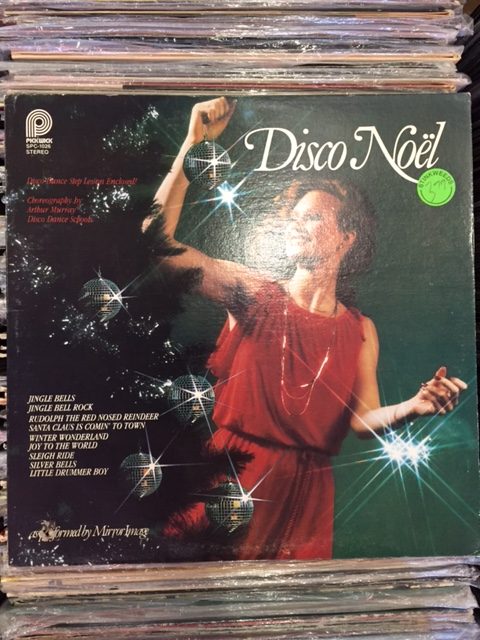 PICKWICK
SPC-1026
STEREO
Disco Noël
Disco Dance Step Lesson Enclosed!
Choreography by
Arthur Murray
Disco Dance Schools.
JINGLE BELLS
JINGLE BELL ROCK
RUDOLPH THE RED NOSED REINDEER
SANTA CLAUS IS COMIN' TO TOWN
WINTER WONDERLAND
JOY TO THE WORLD
SLEIGH RIDE
SILVER BELLS
LITTLE DRUMMER BOY
by Mirror Image